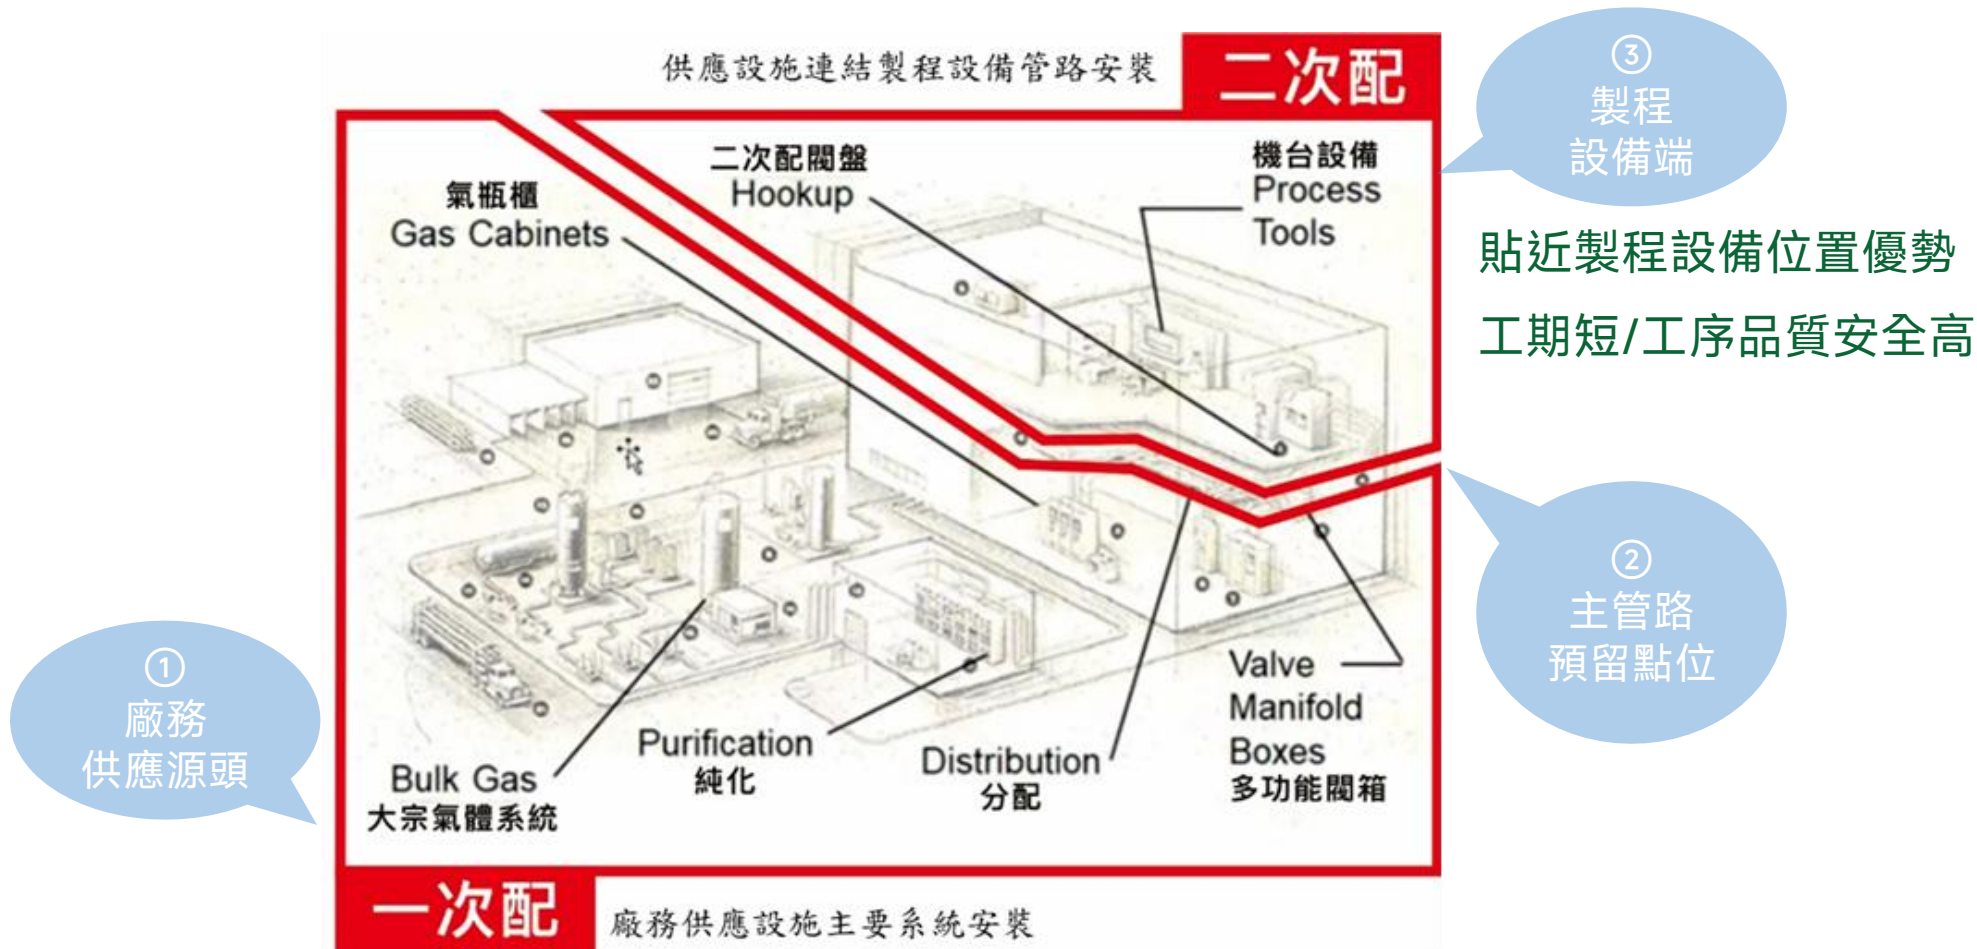 供應設施連結製程設備管路安裝
二次配
③
製程
設備端
二次配閥盤
Hookup
機台設備
Process
Tools
氣瓶櫃
Gas Cabinets
貼近製程設備位置優勢
工期短/工序品質安全高
②
主管路
預留點位
①
廠務
供應源頭
Bulk Gas
大宗氣體系統
Purification
純化
Distribution
分配
Valve
Manifold
Boxes
多功能閥箱
一次配
廠務供應設施主要系統安裝